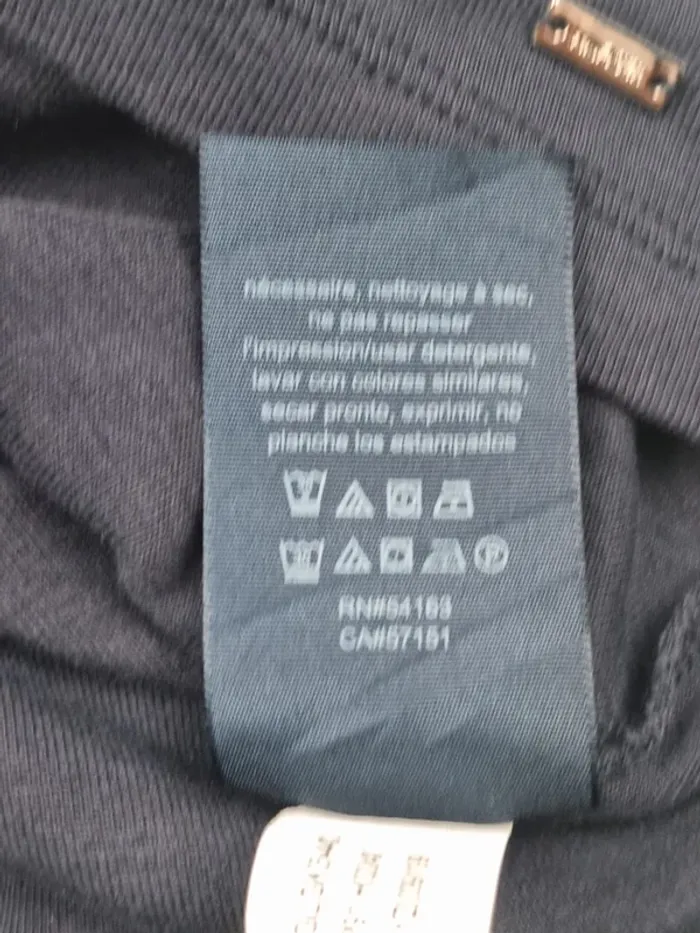 nécessaire, nettoyage à sec,
ne pas repasser
l'impression/usar detergente,
lavar con colores similares,
secar pronto, exprimir, no
planche los estampados
RN#54163
CA#57151